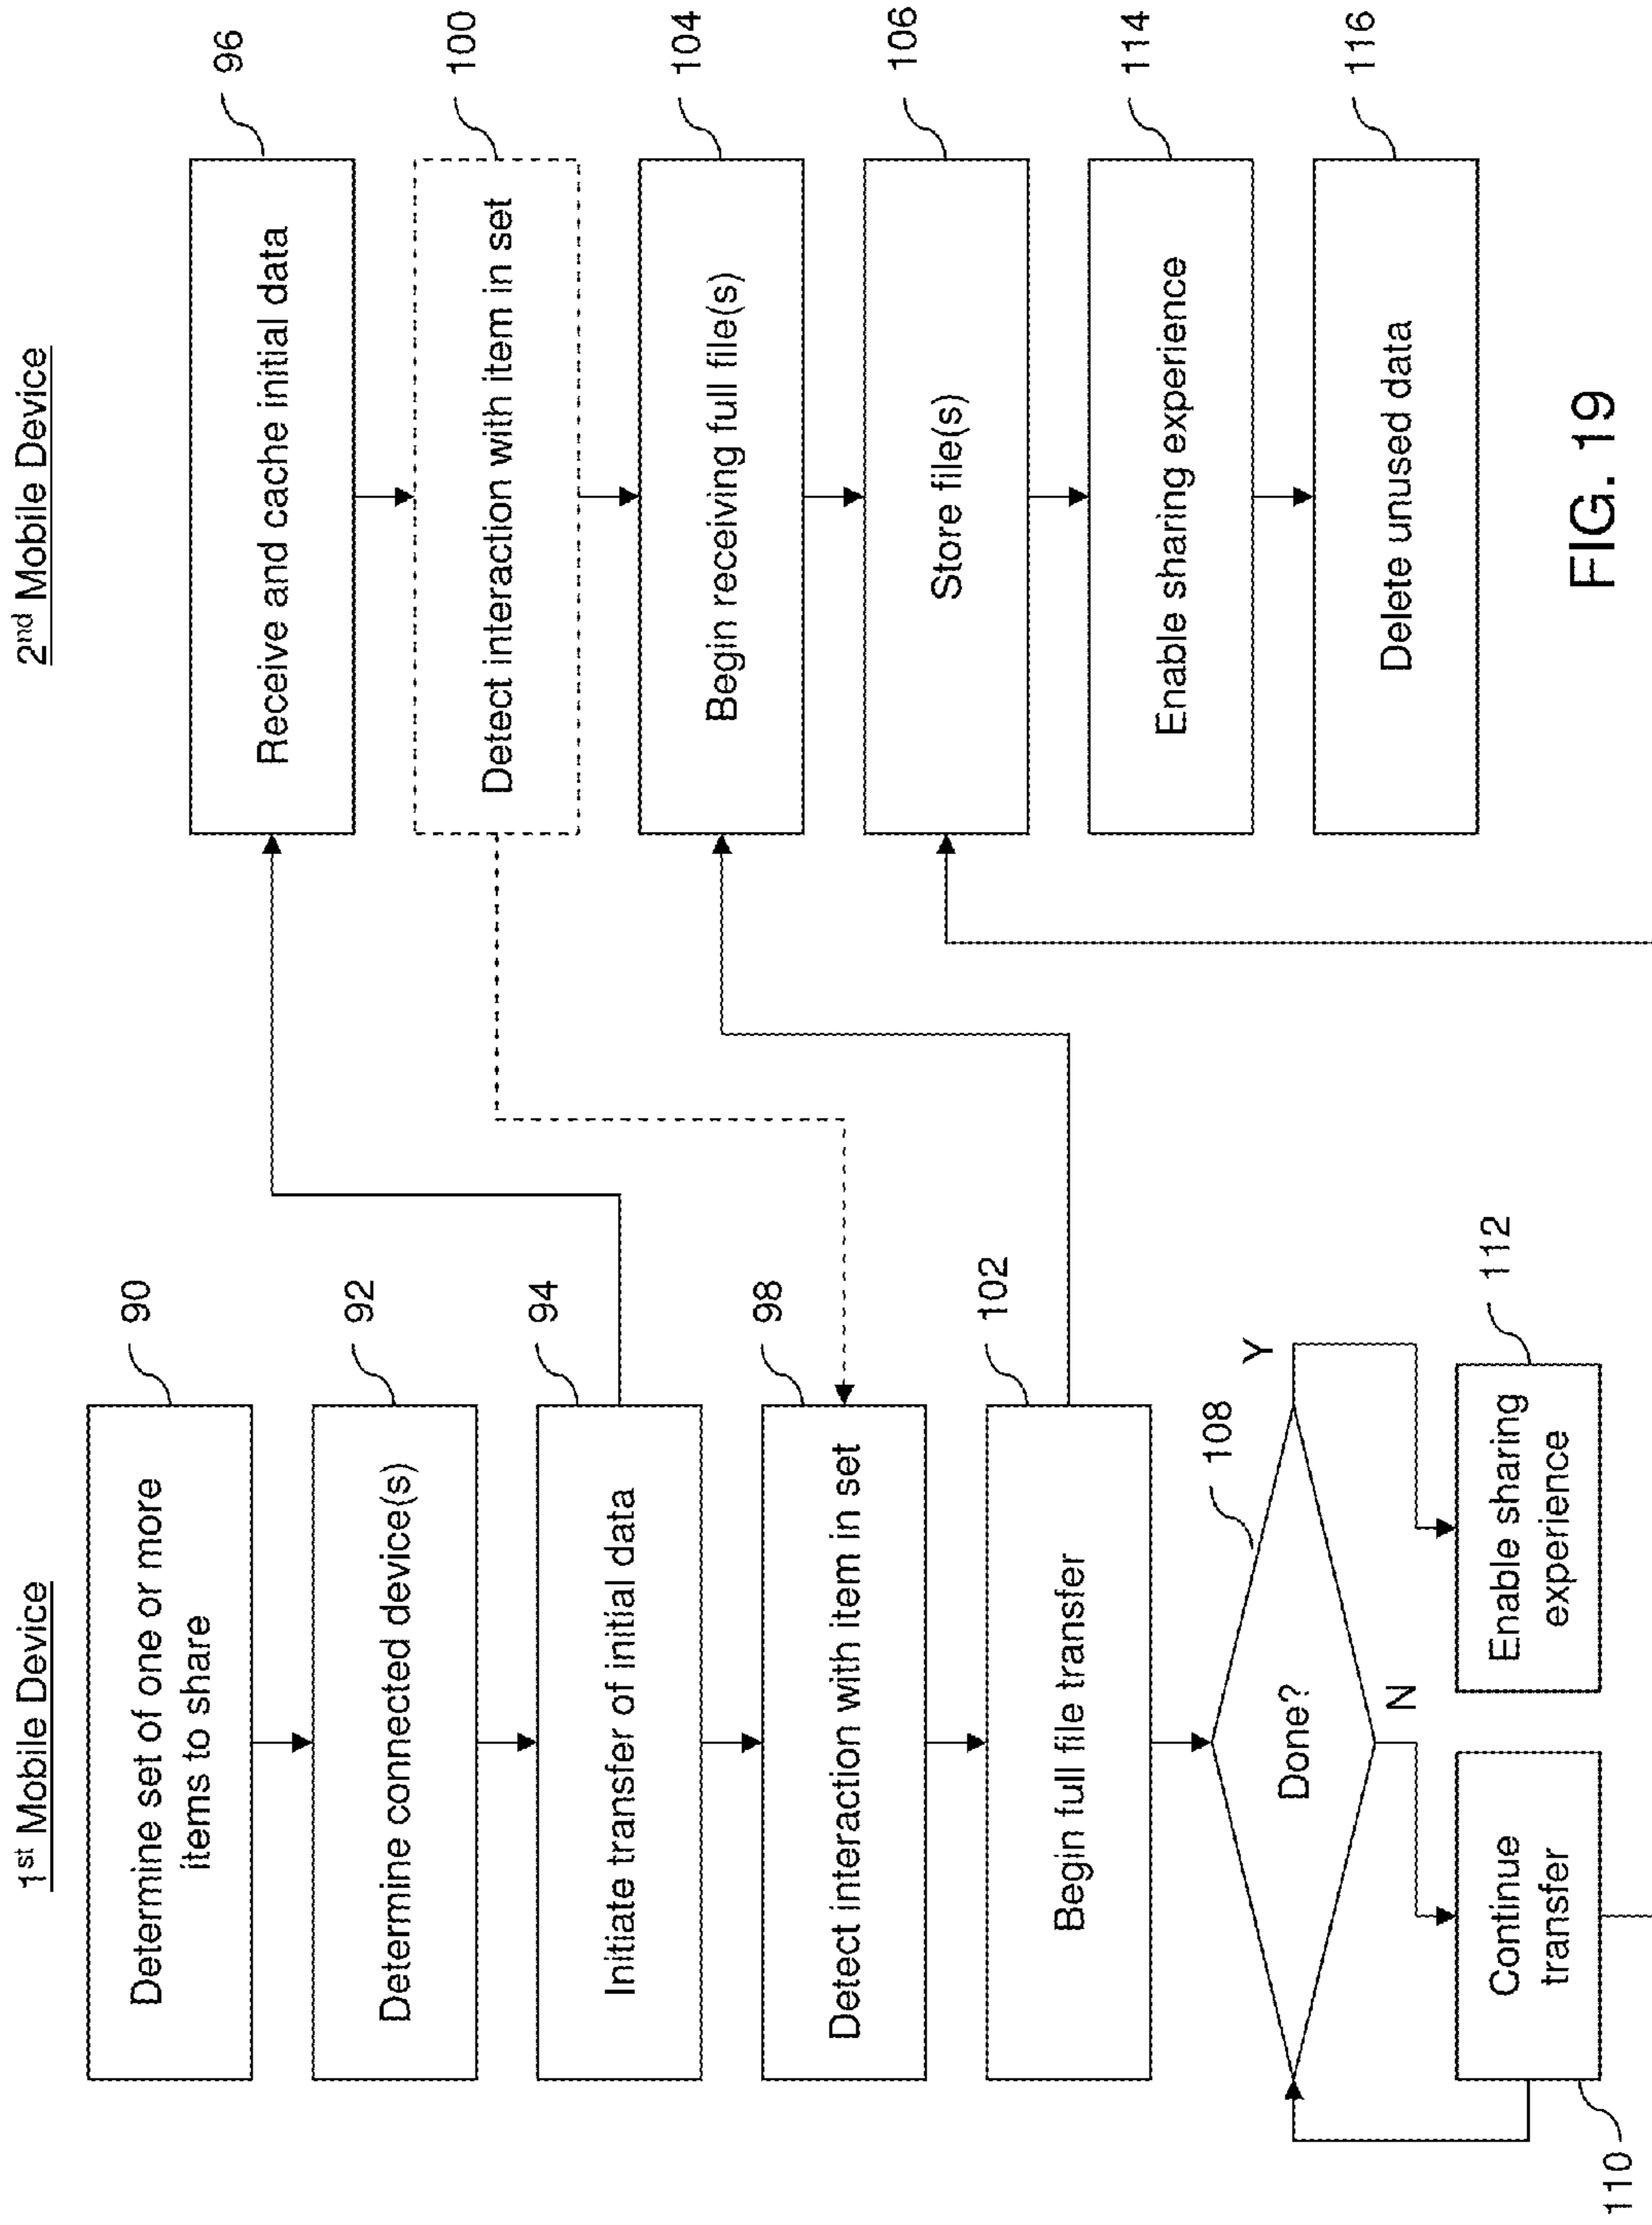 1st Mobile Device
Determine set of one or more
items to share
90
Determine connected device(s)
92
Initiate transfer of initial data
94
Detect interaction with item in set
98
Begin full file transfer
102
Done?
108
Y
N
Continue
transfer
110
Enable sharing
experience
112
2nd Mobile Device
Receive and cache initial data
96
Detect interaction with item in set
100
Begin receiving full file(s)
104
Store file(s)
106
Enable sharing experience
114
Delete unused data
116
FIG. 19